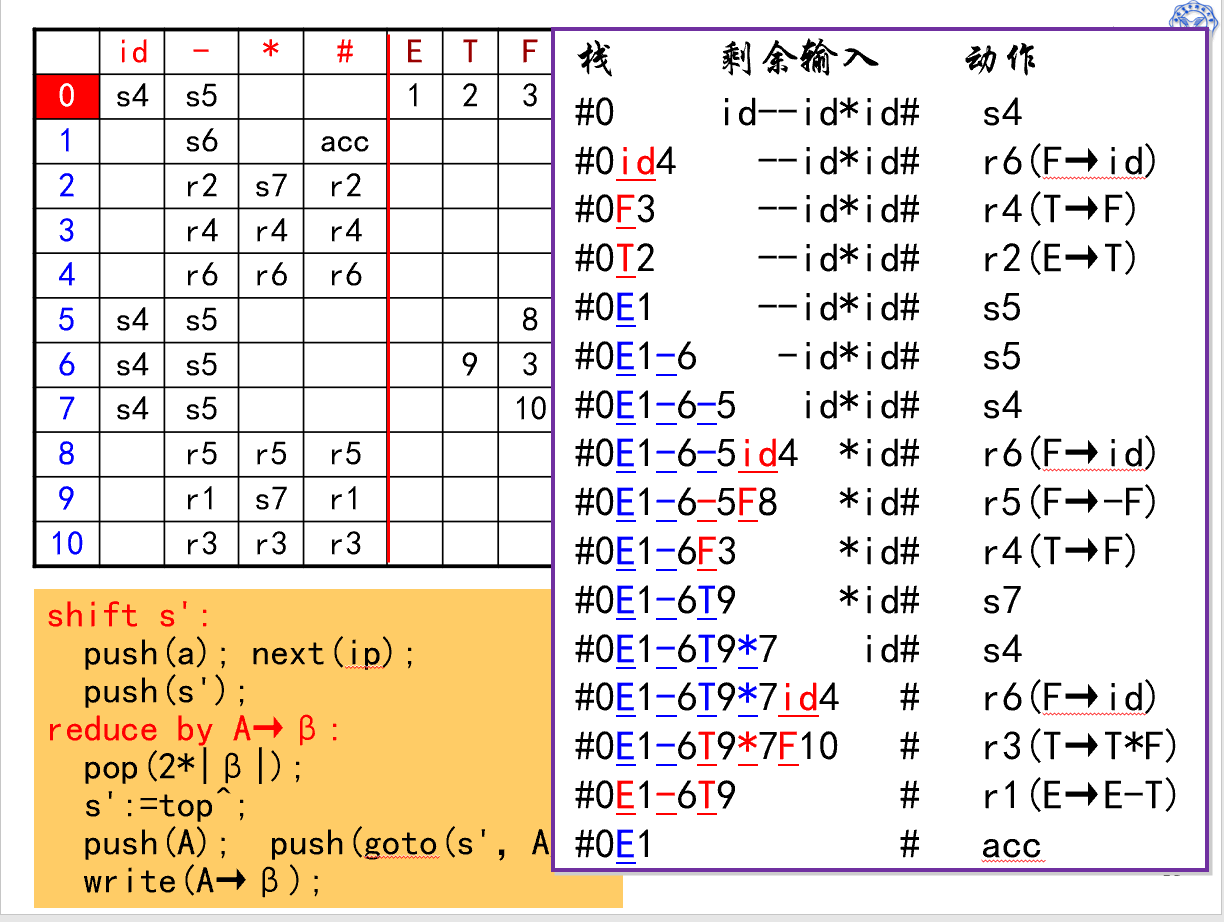 id - * # E T F
0 s4 s5 1 2 3
1 s6 acc
2 r2 s7 r2
3 r4 r4 r4
4 r6 r6 r6
5 s4 s5 8
6 s4 s5 9 3
7 s4 s5 10
8 r5 r5 r5
9 r1 s7 r1
10 r3 r3 r3
shift s':
push(a); next(ip);
push(s');
reduce by A→β:
pop(2*|β|);
s':=top^;
push(A); push(goto(s', A
write(A→β);
栈 剩余输入 动作
#0 id--id*id# s4
#0id4 --id*id# r6(F→id)
#0F3 --id*id# r4(T→F)
#0T2 --id*id# r2(E→T)
#0E1 --id*id# s5
#0E1-6 -id*id# s5
#0E1-6-5 id*id# s4
#0E1-6-5id4 *id# r6(F→id)
#0E1-6-5F8 *id# r5(F→-F)
#0E1-6F3 *id# r4(T→F)
#0E1-6T9 *id# s7
#0E1-6T9*7 id# s4
#0E1-6T9*7id4 # r6(F→id)
#0E1-6T9*7F10 # r3(T→T*F)
#0E1-6T9 # r1(E→E-T)
#0E1 # acc